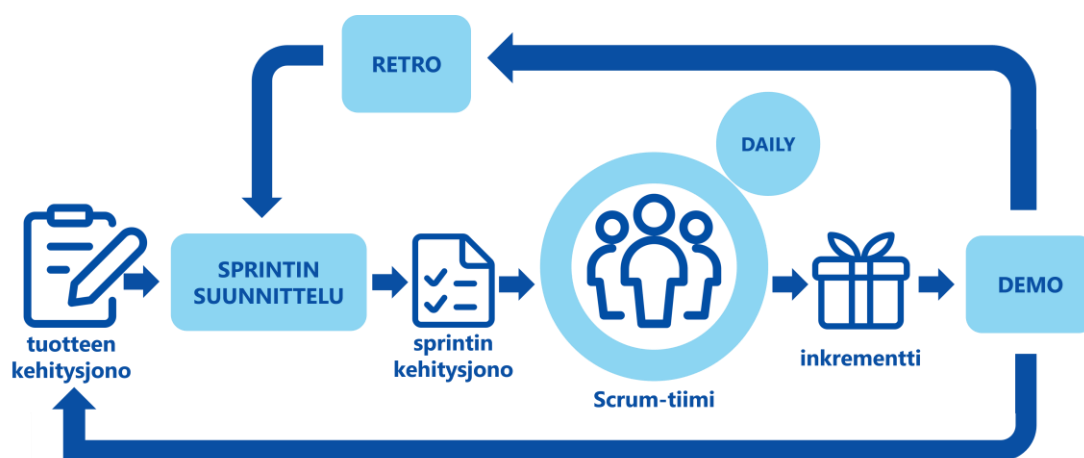 RETRO
DAILY
SPRINTIN
SUUNNITTELU
DEMO
tuotteen
kehitysjono
sprintin
kehitysjono
Scrum-tiimi
inkrementti